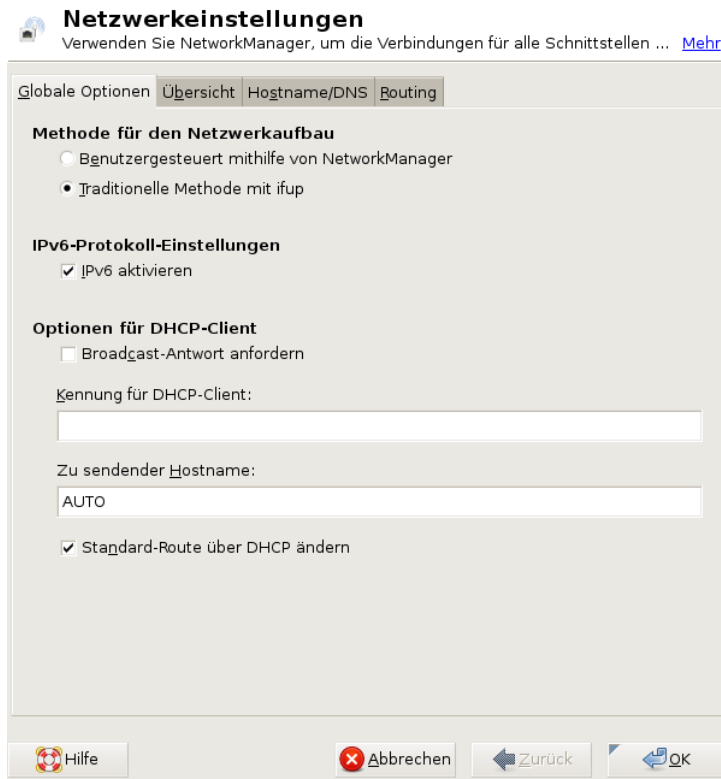 Netzwerkeinstellungen
Verwenden Sie NetworkManager, um die Verbindungen für alle Schnittstellen ... Mehr
Globale Optionen Übersicht Hostname/DNS Routing
Methode für den Netzwerkaufbau
Benutzergesteuert mithilfe von NetworkManager
Traditionelle Methode mit ifup
IPv6-Protokoll-Einstellungen
IPv6 aktivieren
Optionen für DHCP-Client
Broadcast-Antwort anfordern
Kennung für DHCP-Client:
Zu sendender Hostname:
AUTO
Standard-Route über DHCP ändern
Hilfe Abbrechen Zurück OK